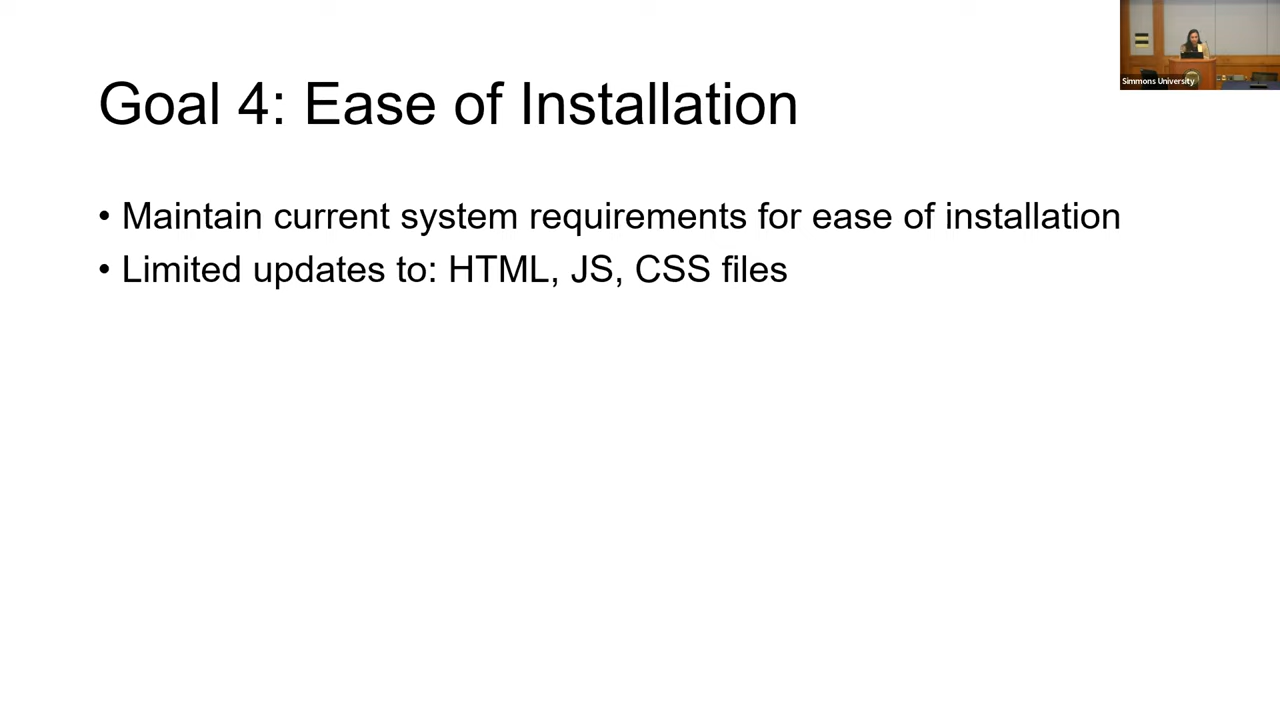 Simmons University
Goal 4: Ease of Installation
• Maintain current system requirements for ease of installation
• Limited updates to: HTML, JS, CSS files